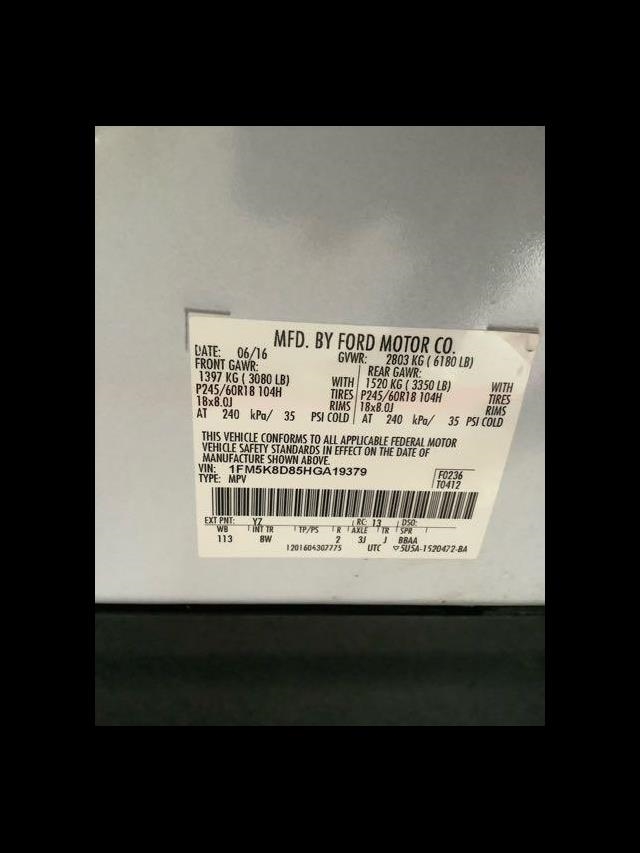 MFD. BY FORD MOTOR CO.
DATE: 06/16 GVWR: 2803 KG ( 6180 LB)
FRONT GAWR: REAR GAWR:
1397 KG ( 3080 LB) WITH 1520 KG ( 3350 LB) WITH
P245/60R18 104H TIRES P245/60R18 104H TIRES
18x8.0J RIMS 18x8.0J RIMS
AT 240 kPa/ 35 PSI COLD AT 240 kPa/ 35 PSI COLD
THIS VEHICLE CONFORMS TO ALL APPLICABLE FEDERAL MOTOR
VEHICLE SAFETY STANDARDS IN EFFECT ON THE DATE OF
MANUFACTURE SHOWN ABOVE.
VIN: 1FM5K8D85HGA19379 F0236
TYPE: MPV T0412
EXT PNT: YZ RC: 13 DSO:
WB INT TR TP/PS R AXLE TR SPR
113 8W 2 3J J BBAA
1201604307775 UTC ▽5U5A-1520472-BA